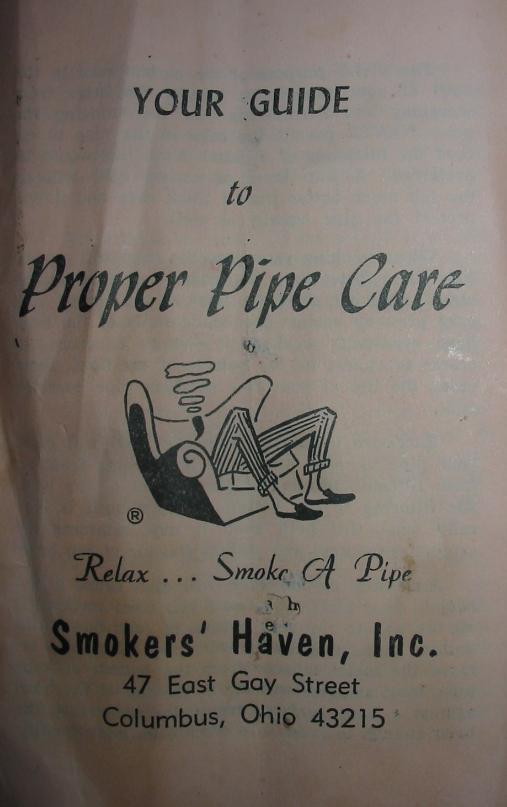 YOUR GUIDE
to
Proper Pipe Care
®
Relax ... Smoke A Pipe
Smokers' Haven, Inc.
47 East Gay Street
Columbus, Ohio 43215